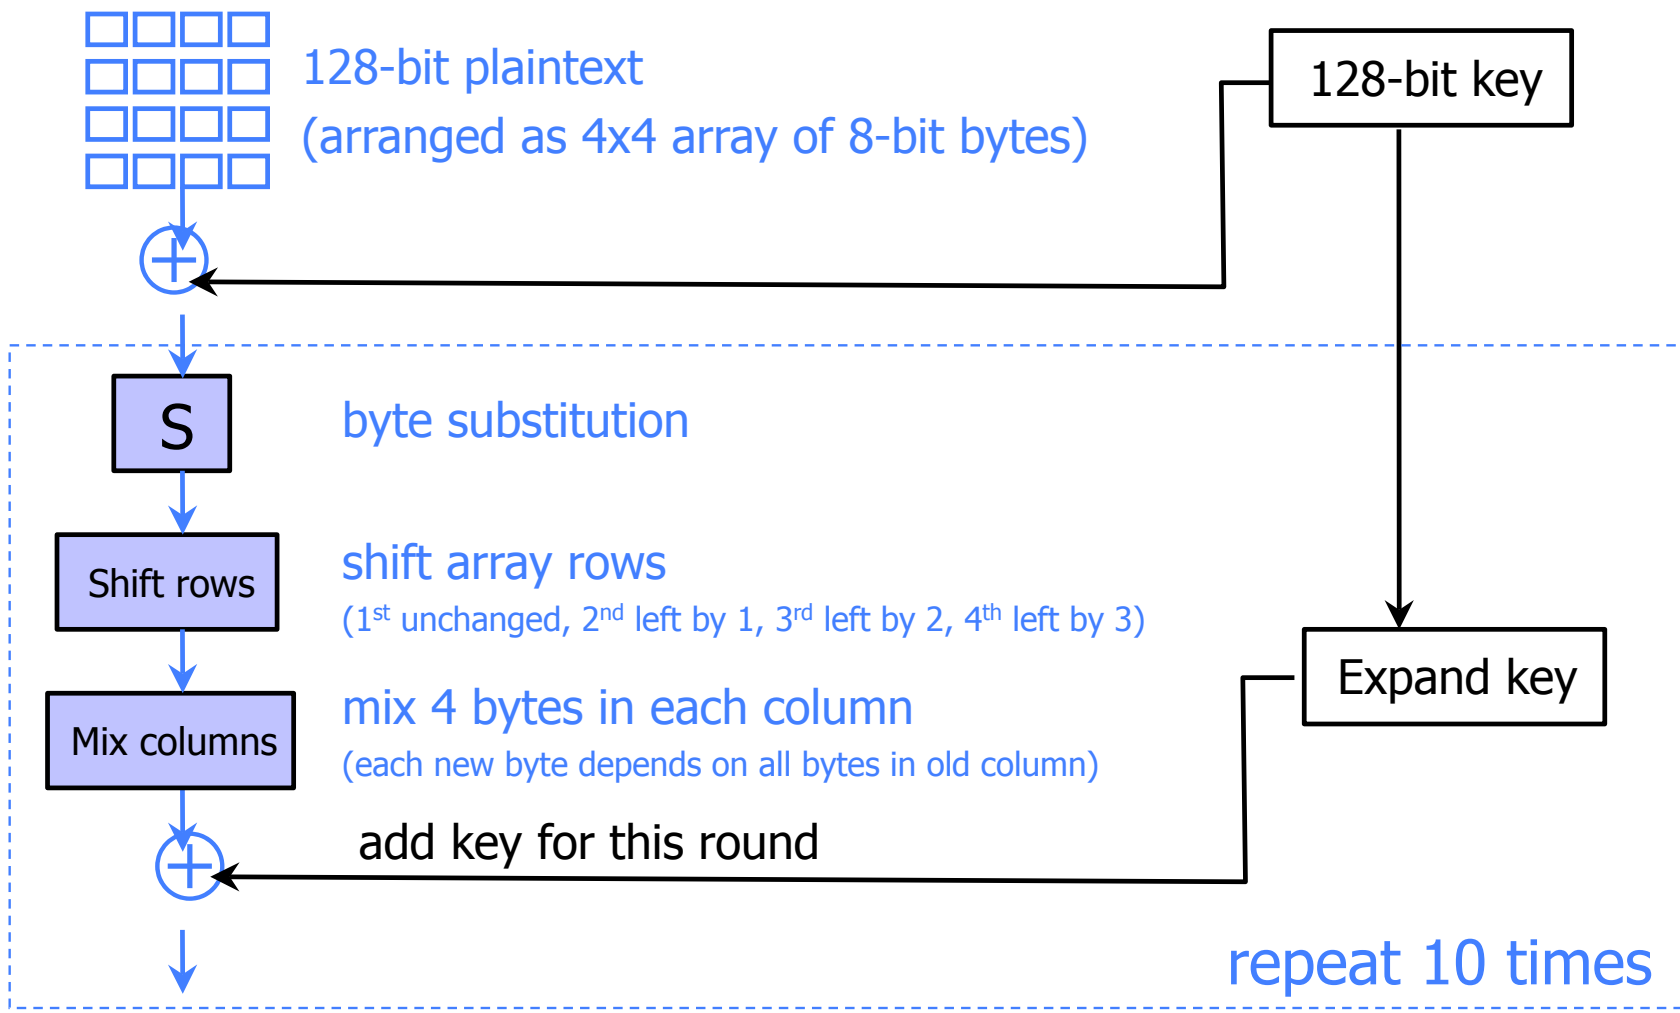 128-bit plaintext
(arranged as 4x4 array of 8-bit bytes)
128-bit key
S
byte substitution
Shift rows
shift array rows
(1st unchanged, 2nd left by 1, 3rd left by 2, 4th left by 3)
Expand key
Mix columns
mix 4 bytes in each column
(each new byte depends on all bytes in old column)
add key for this round
repeat 10 times